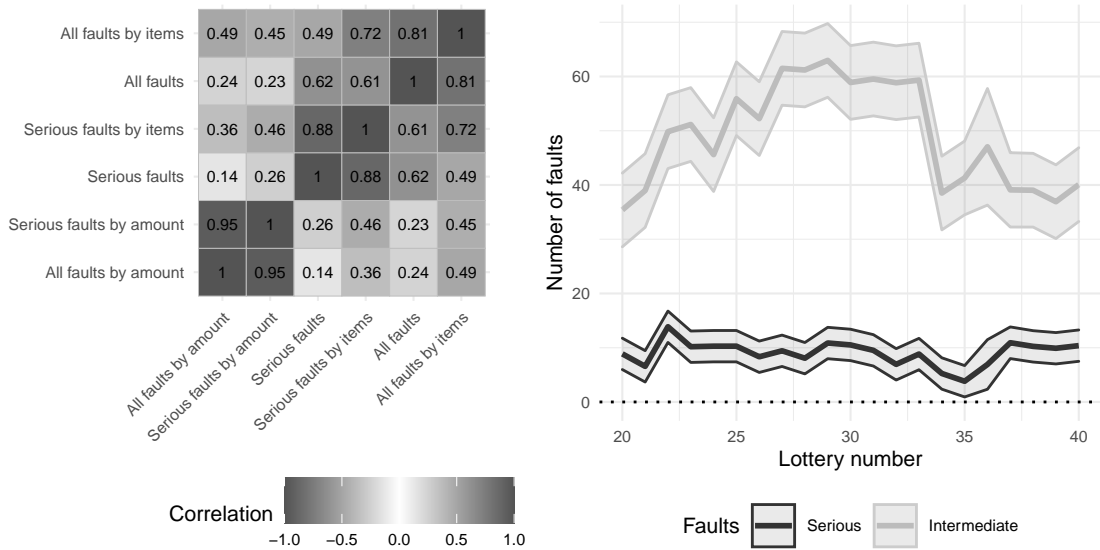 All faults by items
0.49 0.45 0.49 0.72 0.81 1
All faults
0.24 0.23 0.62 0.61 1 0.81
Serious faults by items
0.36 0.46 0.88 1 0.61 0.72
Serious faults
0.14 0.26 1 0.88 0.62 0.49
Serious faults by amount
0.95 1 0.26 0.46 0.23 0.45
All faults by amount
1 0.95 0.14 0.36 0.24 0.49
All faults by amount
Serious faults by amount
Serious faults
Serious faults by items
All faults
All faults by items
Correlation
−1.0 −0.5 0.0 0.5 1.0
Number of faults
60
40
20
0
20 25 30 35 40
Lottery number
Faults Serious Intermediate